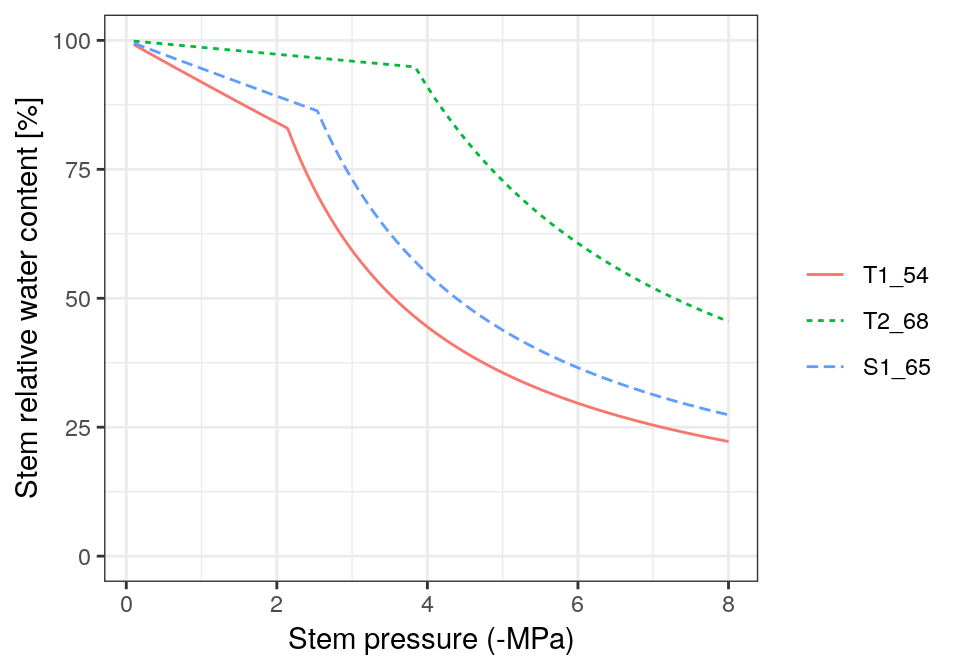 Stem relative water content [%]
100
75
50
25
0
0 2 4 6 8
Stem pressure (-MPa)
T1_54
T2_68
S1_65